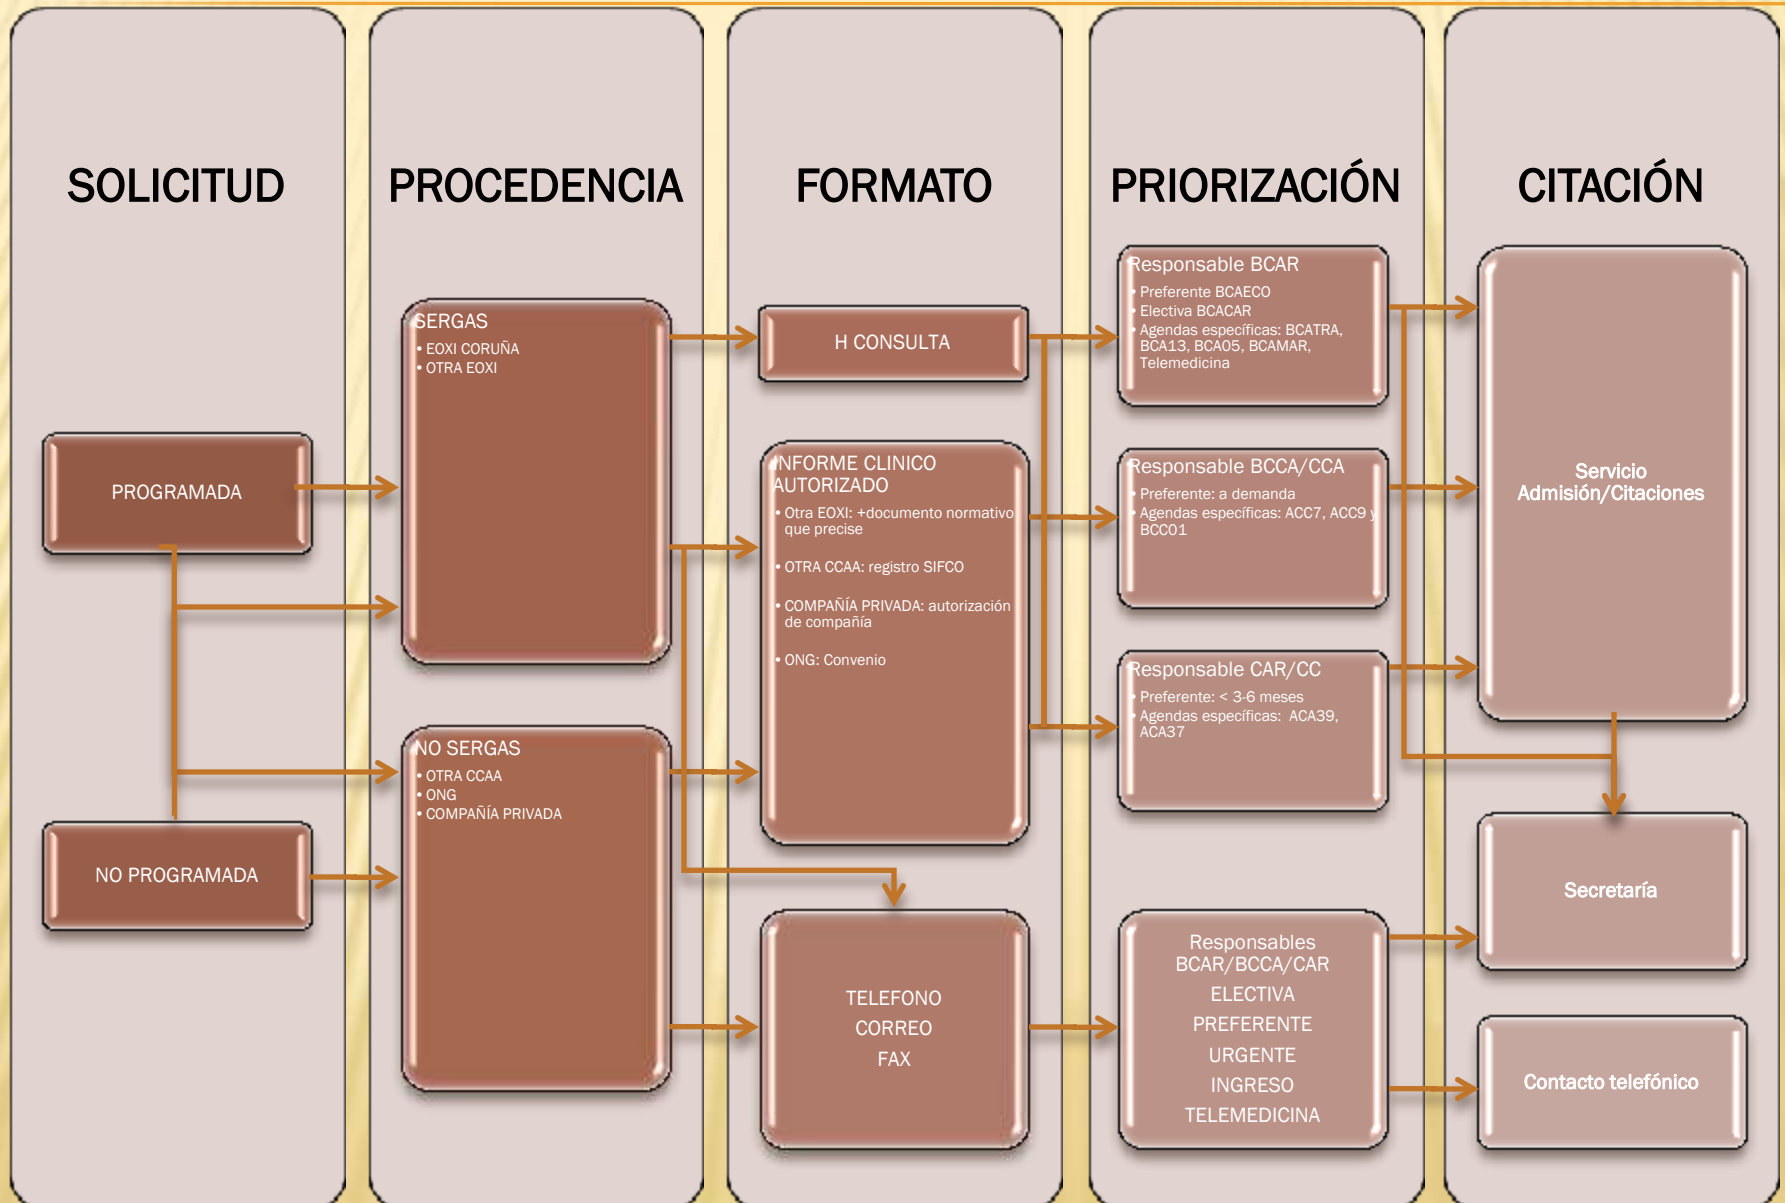 SOLICITUD
PROGRAMADA
NO PROGRAMADA
PROCEDENCIA
SERGAS
• EOXI CORUÑA
• OTRA EOXI
NO SERGAS
• OTRA CCAA
• ONG
• COMPAÑÍA PRIVADA
FORMATO
H CONSULTA
INFORME CLINICO
AUTORIZADO
• Otra EOXI: +documento normativo
que precise
• OTRA CCAA: registro SIFCO
• COMPAÑÍA PRIVADA: autorización
de compañía
• ONG: Convenio
TELEFONO
CORREO
FAX
PRIORIZACIÓN
Responsable BCAR
• Preferente BCAECO
• Electiva BCACAR
• Agendas específicas: BCATRA,
BCA13, BCA05, BCAMAR,
Telemedicina
Responsable BCCA/CCA
• Preferente: a demanda
• Agendas específicas: ACC7, ACC9 y
BCC01
Responsable CAR/CC
• Preferente: < 3-6 meses
• Agendas específicas: ACA39,
ACA37
Responsables
BCAR/BCCA/CAR
ELECTIVA
PREFERENTE
URGENTE
INGRESO
TELEMEDICINA
CITACIÓN
Servicio
Admisión/Citaciones
Secretaría
Contacto telefónico